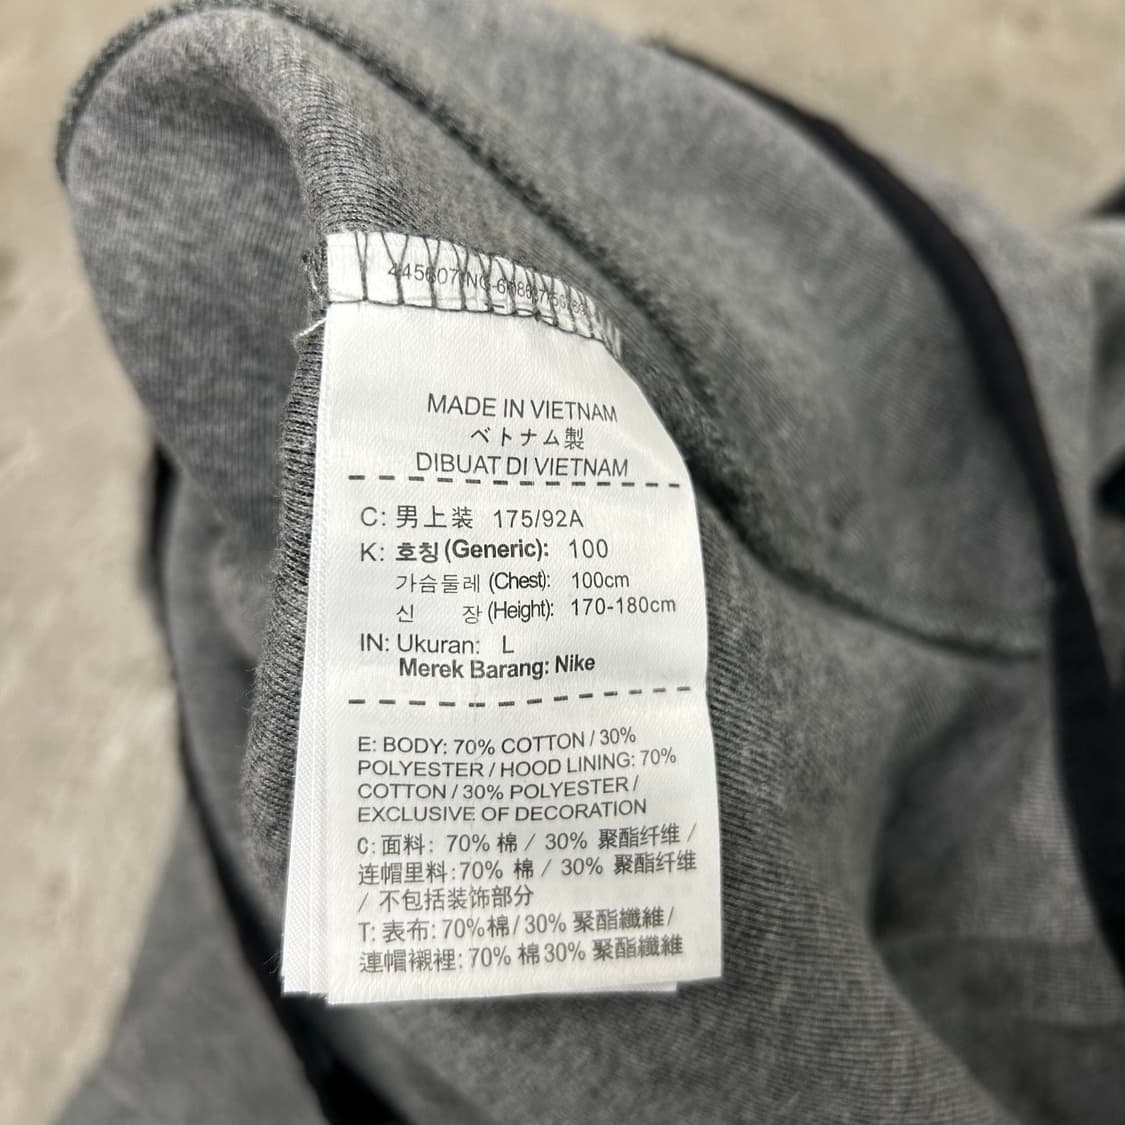 MADE IN VIETNAM
ベトナム製
DIBUAT DI VIETNAM
C: 男上装 175/92A
K: 호칭 (Generic): 100
가슴둘레 (Chest): 100cm
신 장 (Height): 170-180cm
IN: Ukuran: L
Merek Barang: Nike
E: BODY: 70% COTTON / 30%
POLYESTER / HOOD LINING: 70%
COTTON / 30% POLYESTER /
EXCLUSIVE OF DECORATION
C: 面料: 70% 棉 / 30% 聚酯纤维 /
连帽里料:70% 棉 / 30% 聚酯纤维
/ 不包括装饰部分
T: 表布: 70%棉 / 30% 聚酯纖維 /
連帽襯裡: 70% 棉 30% 聚酯纖維